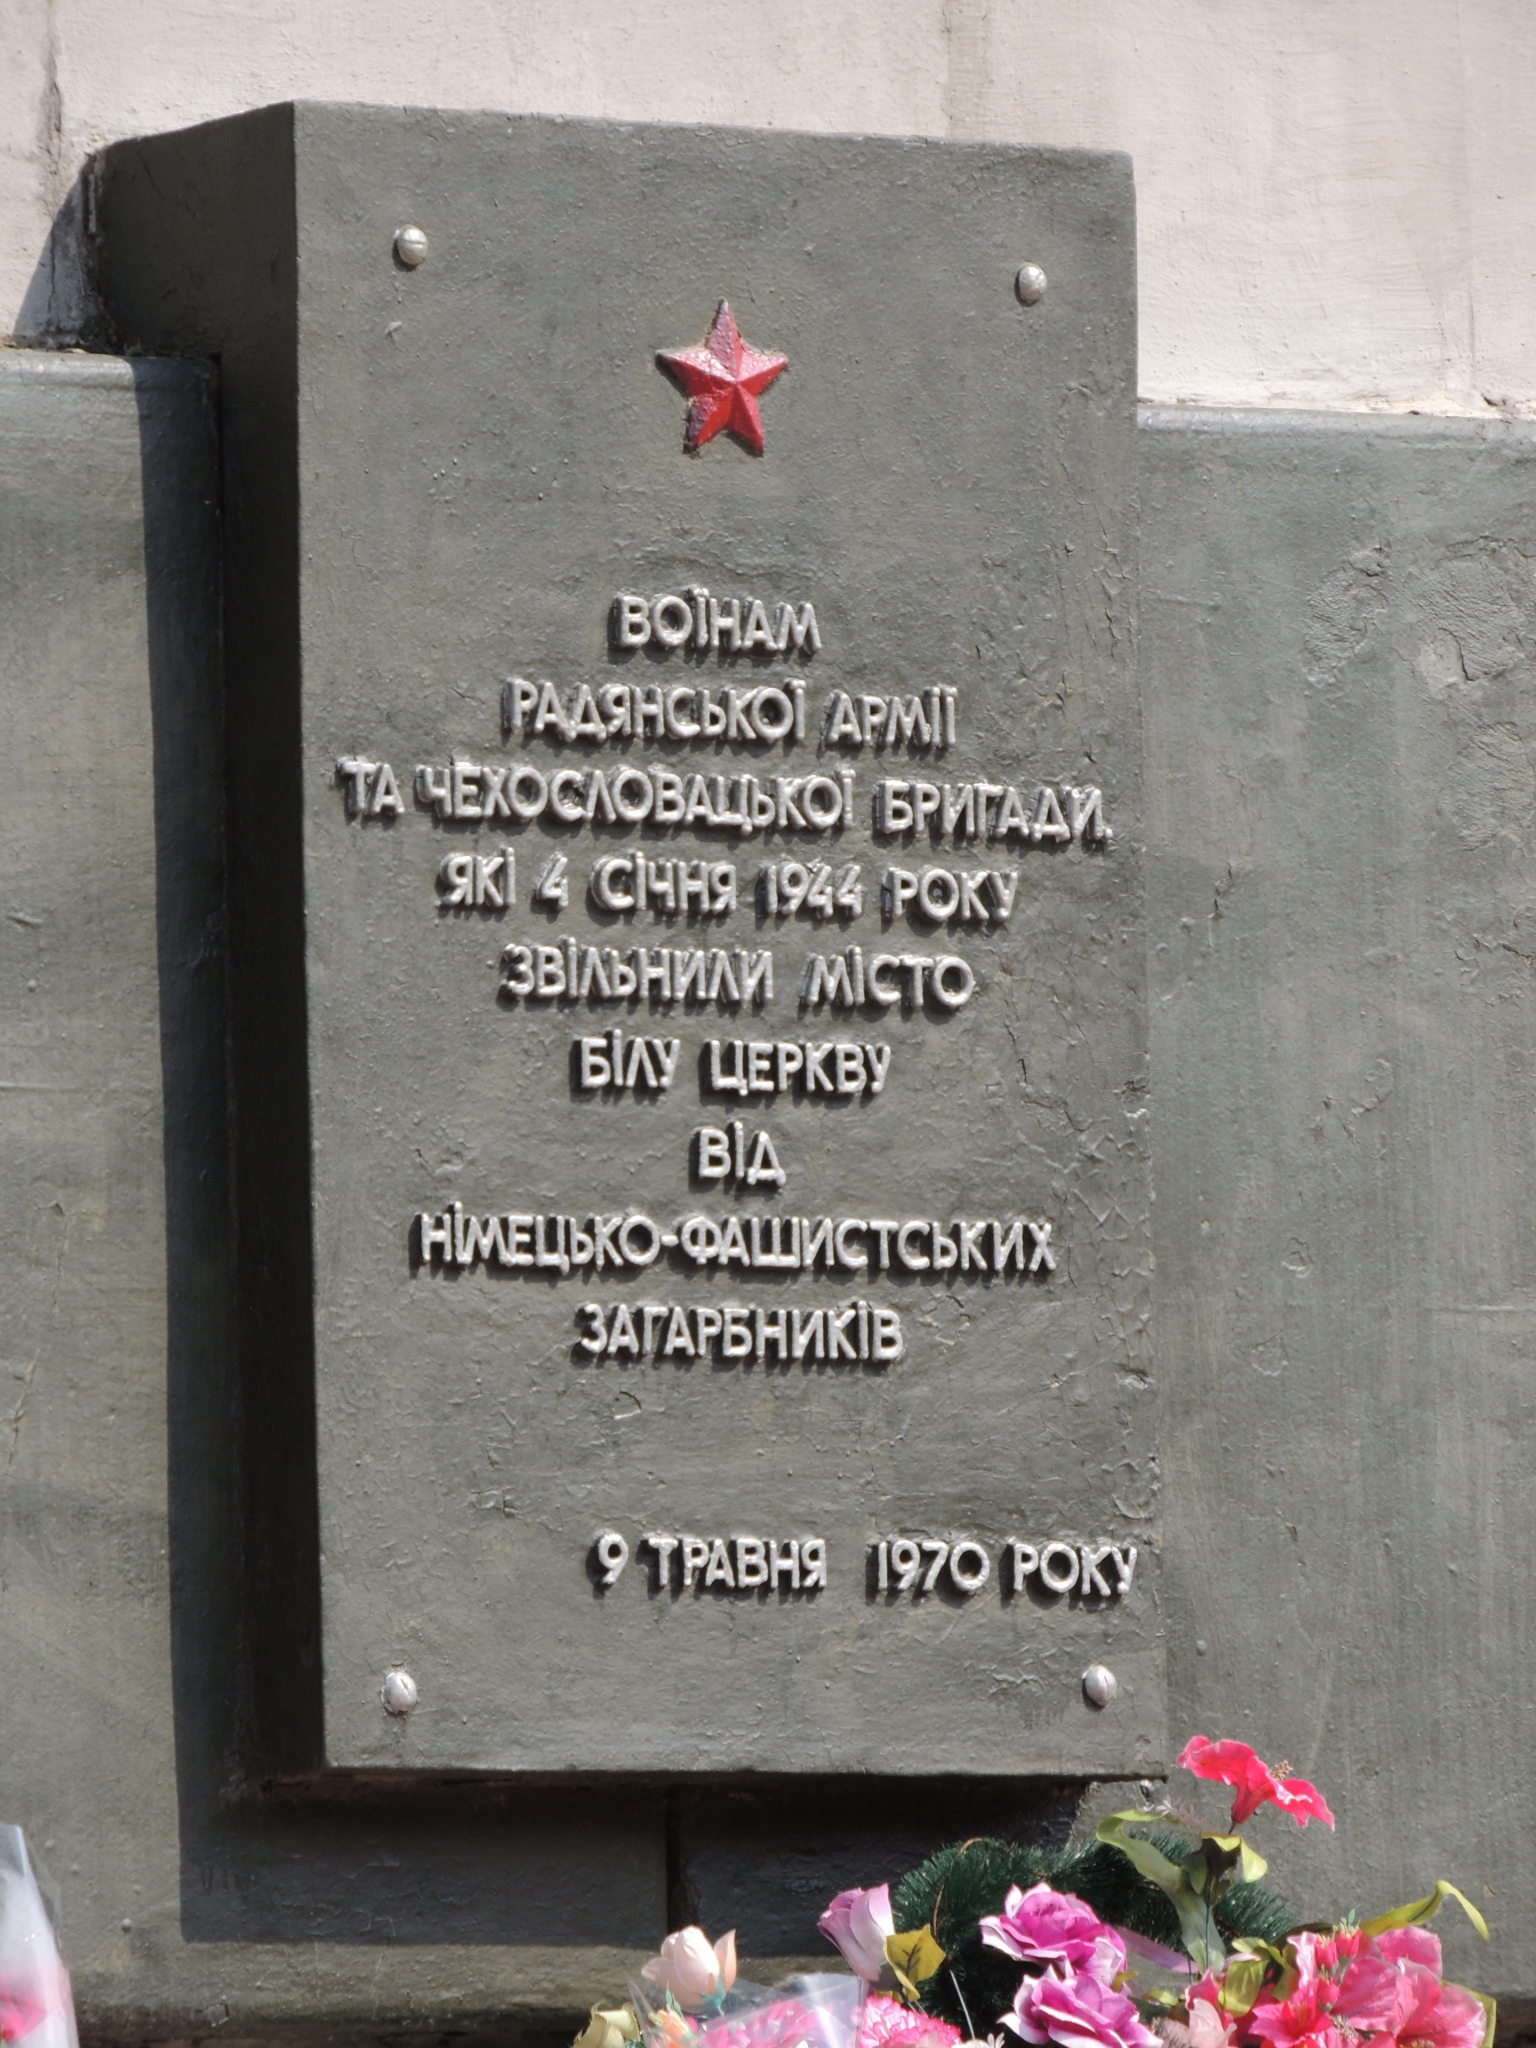 ВОЇНАМ
РАДЯНСЬКОЇ АРМІЇ
ТА ЧЕХОСЛОВАЦЬКОЇ БРИГАДИ,
ЯКІ 4 СІЧНЯ 1944 РОКУ
ЗВІЛЬНИЛИ МІСТО
БІЛУ ЦЕРКВУ
ВІД
НІМЕЦЬКО-ФАШИСТСЬКИХ
ЗАГАРБНИКІВ
9 ТРАВНЯ 1970 РОКУ